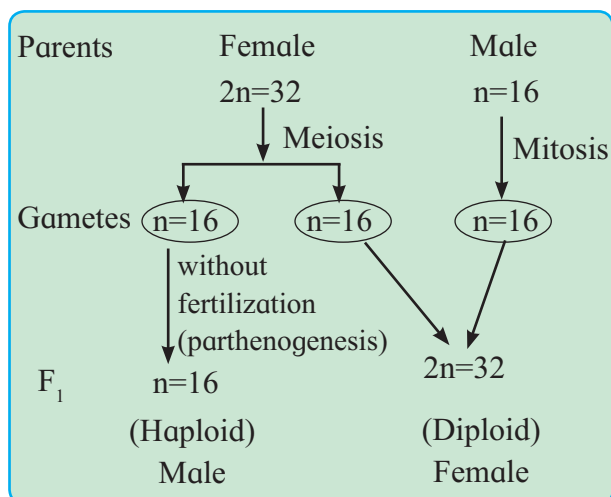 Parents Female Male
2n=32 n=16
Meiosis
Mitosis
Gametes n=16 n=16 n=16
without
fertilization
(parthenogenesis)
F₁ n=16 2n=32
(Haploid) (Diploid)
Male Female